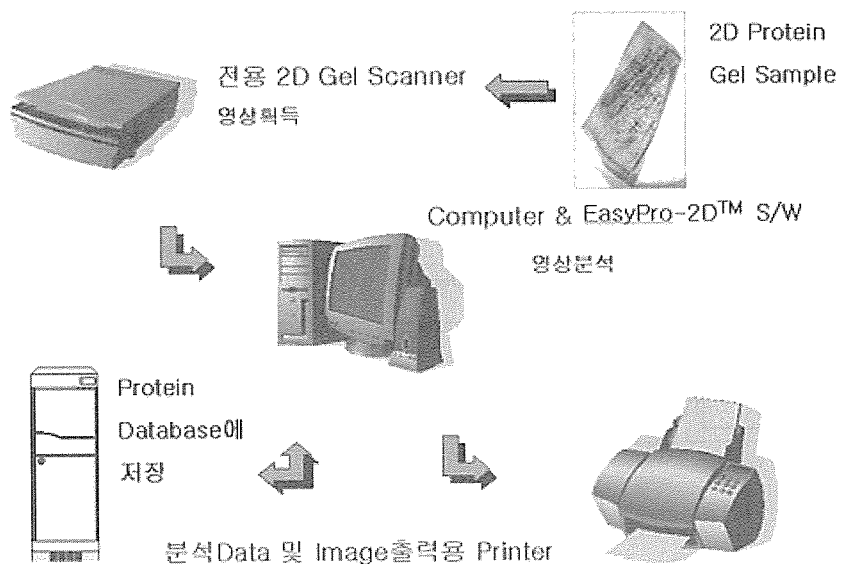 2D Protein
Gel Sample
전용 2D Gel Scanner
영상획득
Computer & EasyPro-2D™ S/W
영상분석
Protein
Database에
저장
분석Data 및 Image출력용 Printer